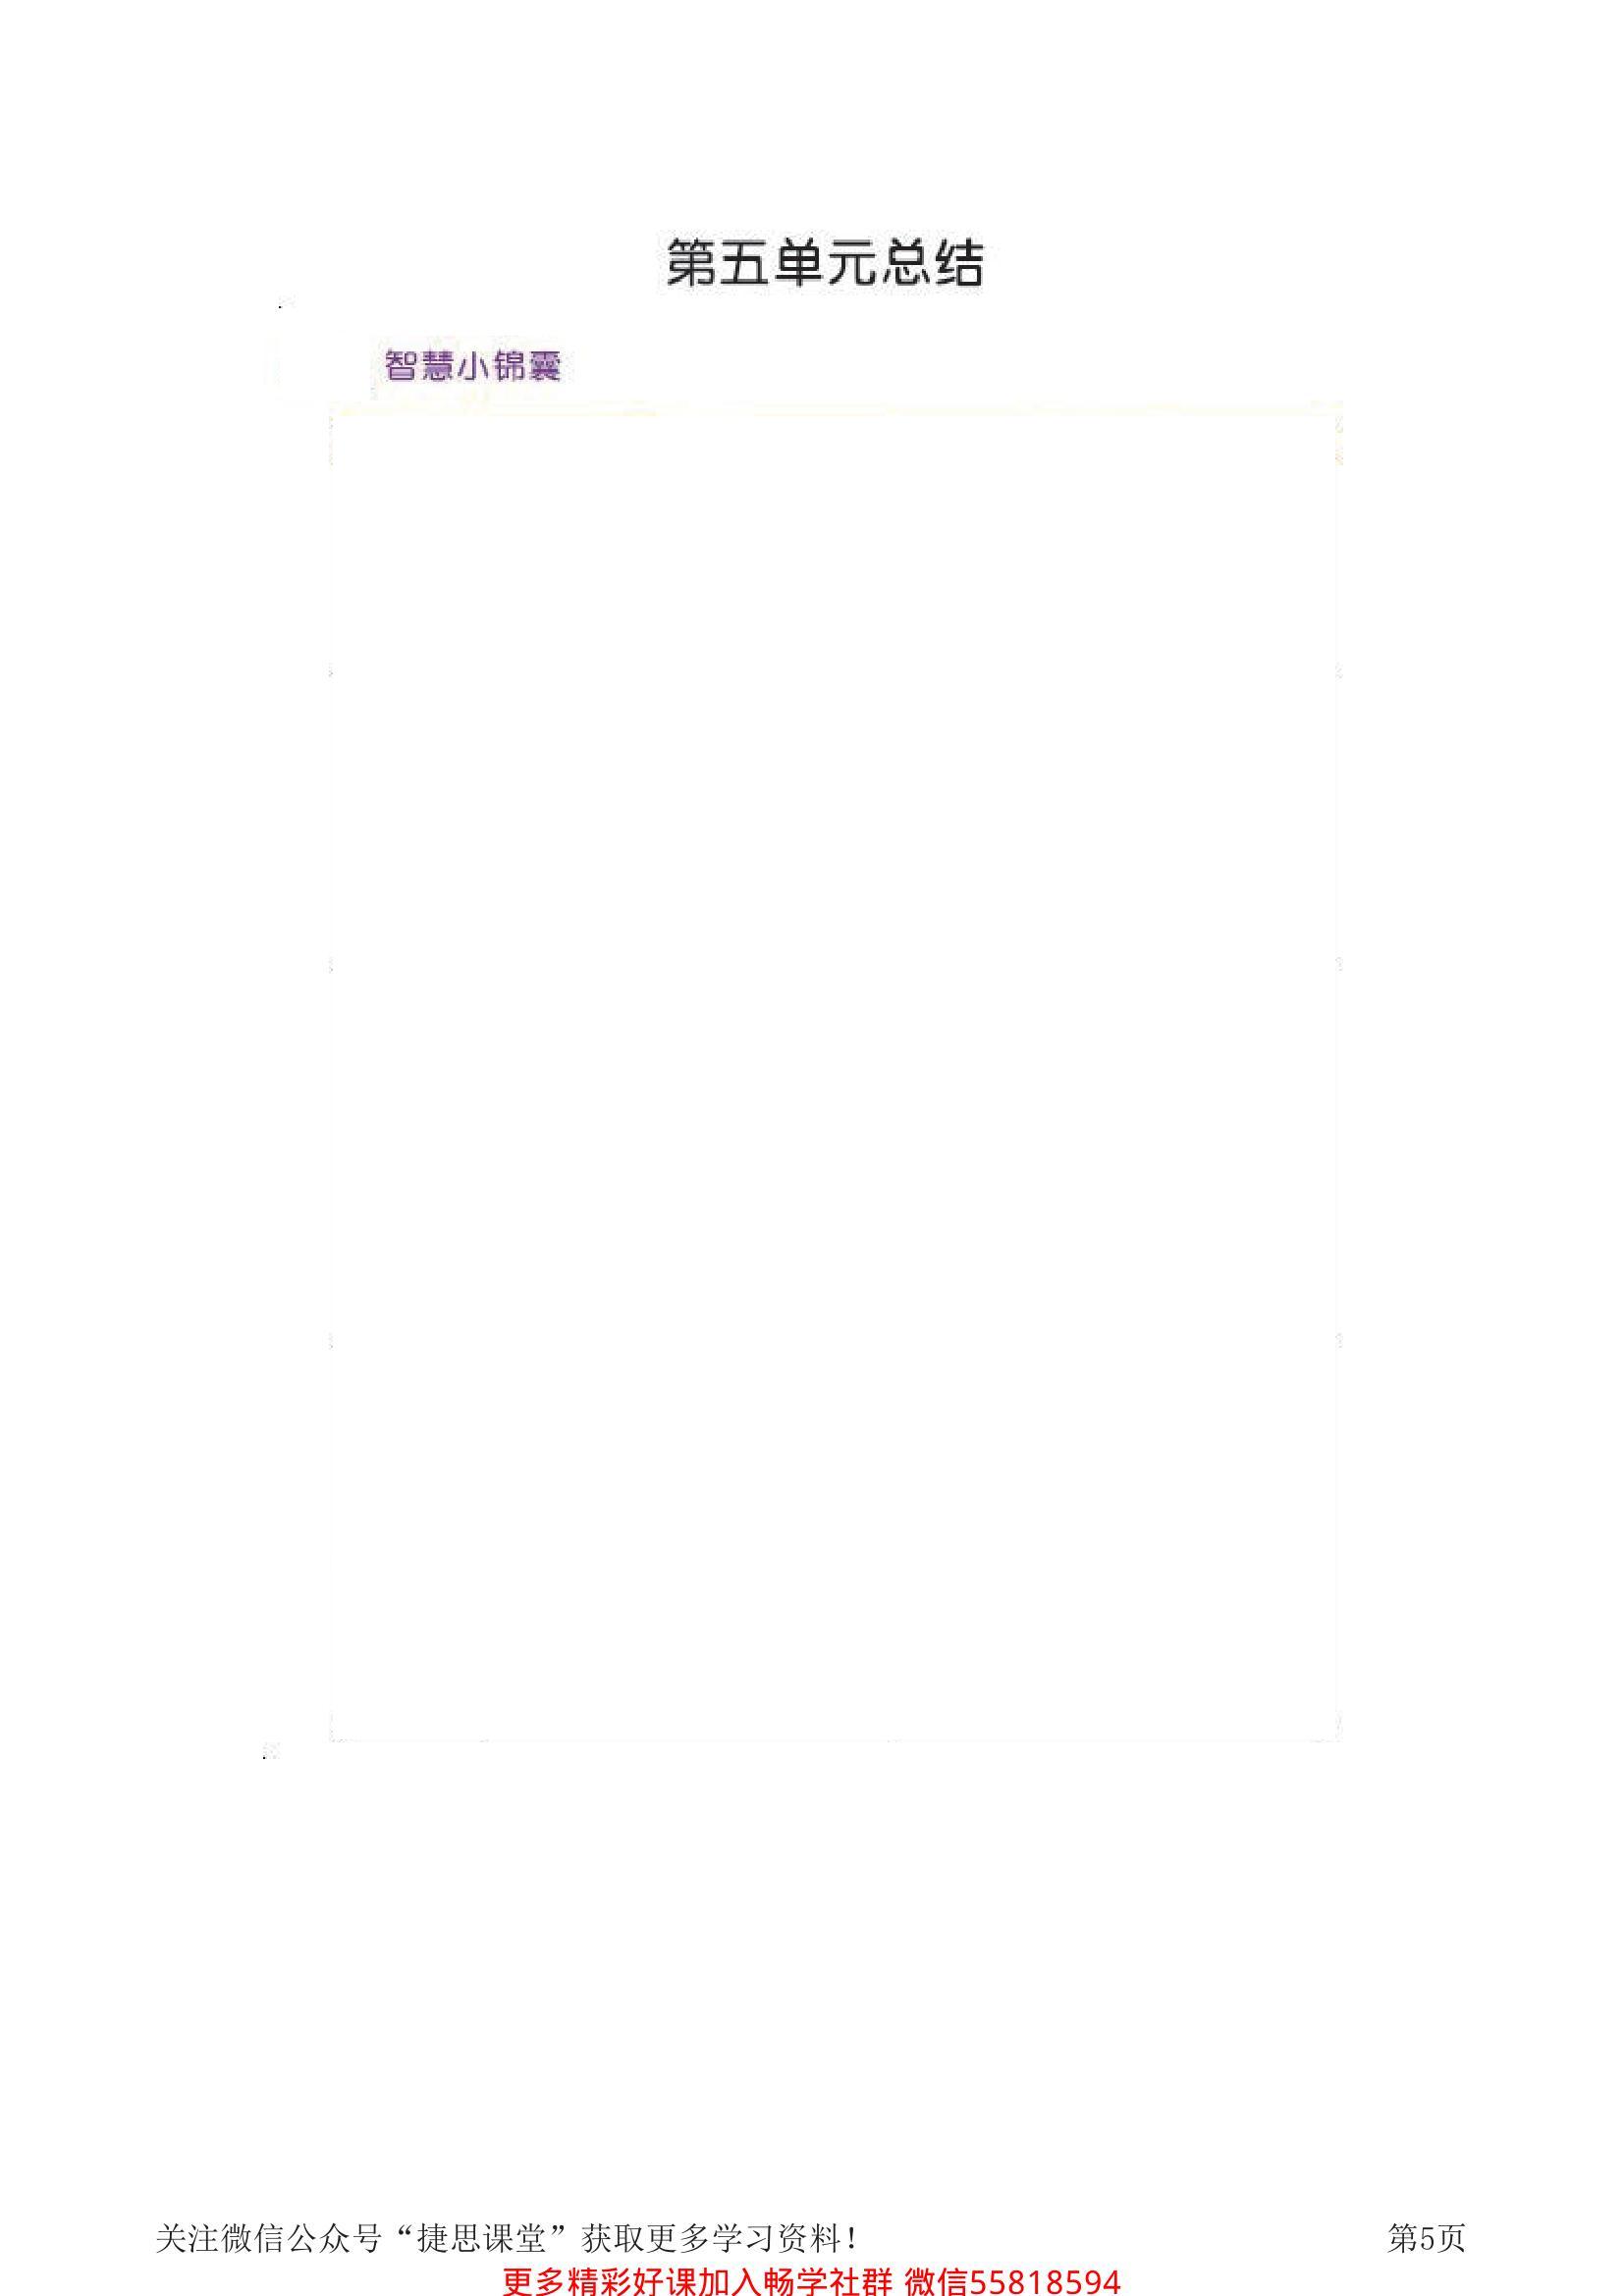 第五单元总结
智慧小锦囊
关注微信公众号“捷思课堂”获取更多学习资料！
第5页
更多精彩好课加入畅学社群 微信55818594